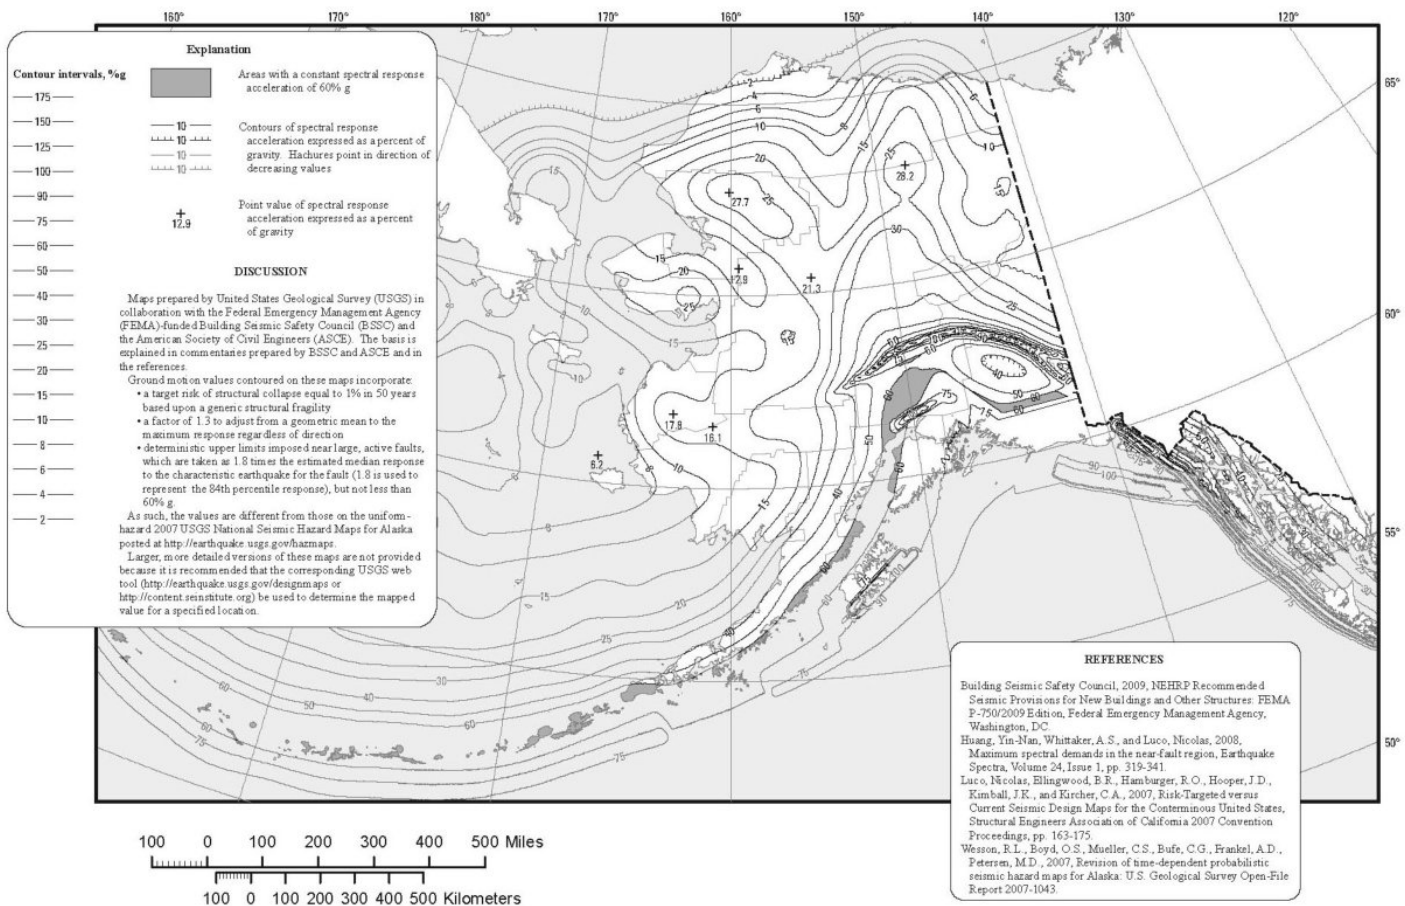 160° 170° 180° 170° 160° 150° 140° 130° 120°
65°
60°
55°
50°
Explanation
Contour intervals, %g
175
150
125
100
90
75
60
50
40
30
25
20
15
10
8
6
4
2
Areas with a constant spectral response
acceleration of 60% g
10
10
10
10
Contours of spectral response
acceleration expressed as a percent of
gravity. Hachures point in direction of
decreasing values
+
12.9
Point value of spectral response
acceleration expressed as a percent
of gravity
DISCUSSION
Maps prepared by United States Geological Survey (USGS) in
collaboration with the Federal Emergency Management Agency
(FEMA)-funded Building Seismic Safety Council (BSSC) and
the American Society of Civil Engineers (ASCE). The basis is
explained in commentaries prepared by BSSC and ASCE and in
the references.
Ground motion values contoured on these maps incorporate:
• a target risk of structural collapse equal to 1% in 50 years
based upon a generic structural fragility
• a factor of 1.3 to adjust from a geometric mean to the
maximum response regardless of direction
• deterministic upper limits imposed near large, active faults,
which are taken as 1.8 times the estimated median response
to the characteristic earthquake for the fault (1.8 is used to
represent the 84th percentile response), but not less than
60% g.
As such, the values are different from those on the uniform-
hazard 2007 USGS National Seismic Hazard Maps for Alaska
posted at http://earthquake.usgs.gov/hazmaps.
Larger, more detailed versions of these maps are not provided
because it is recommended that the corresponding USGS web
tool (http://earthquake.usgs.gov/designmaps or
http://content.seinstitute.org) be used to determine the mapped
value for a specified location.
28.2
27.7
12.9
21.3
17.8
16.1
6.2
REFERENCES
Building Seismic Safety Council, 2009, NEHRP Recommended
Seismic Provisions for New Buildings and Other Structures: FEMA
P-750/2009 Edition, Federal Emergency Management Agency,
Washington, DC.
Huang, Yin-Nan, Whittaker, A.S., and Luco, Nicolas, 2008,
Maximum spectral demands in the near-fault region, Earthquake
Spectra, Volume 24, Issue 1, pp. 319-341.
Luco, Nicolas, Ellingwood, B.R., Hamburger, R.O., Hooper, J.D.,
Kimball, J.K., and Kircher, C.A., 2007, Risk-Targeted versus
Current Seismic Design Maps for the Conterminous United States,
Structural Engineers Association of California 2007 Convention
Proceedings, pp. 163-175.
Wesson, R.L., Boyd, O.S., Mueller, C.S., Bufe, C.G., Frankel, A.D.,
Petersen, M.D., 2007, Revision of time-dependent probabilistic
seismic hazard maps for Alaska: U.S. Geological Survey Open-File
Report 2007-1043.
100 0 100 200 300 400 500 Miles
100 0 100 200 300 400 500 Kilometers